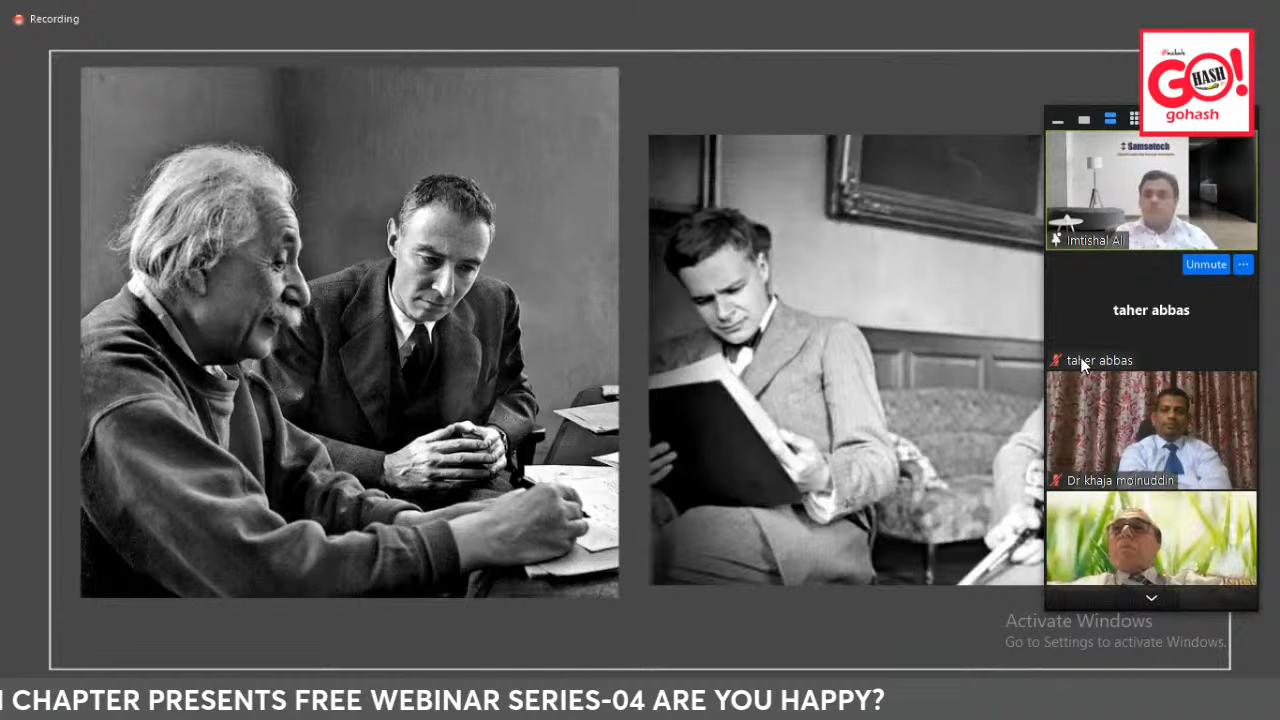 Recording
GO!
HASH
gohash
Samsotech
Imtishal Ali
Unmute
taher abbas
taher abbas
Dr khaja moinuddin
Activate Windows
Go to Settings to activate Windows.
CHAPTER PRESENTS FREE WEBINAR SERIES-04 ARE YOU HAPPY?